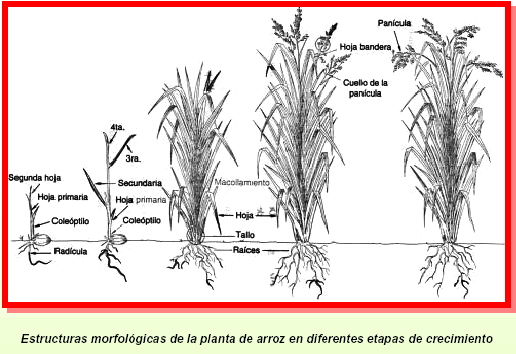 Segunda hoja
Hoja primaria
Coleóptilo
Radícula
4ta.
3ra.
Secundaria
Hoja primaria
Coleóptilo
Macollamiento
Hoja
Tallo
Raíces
Panícula
Hoja bandera
Cuello de la
panícula
Estructuras morfológicas de la planta de arroz en diferentes etapas de crecimiento